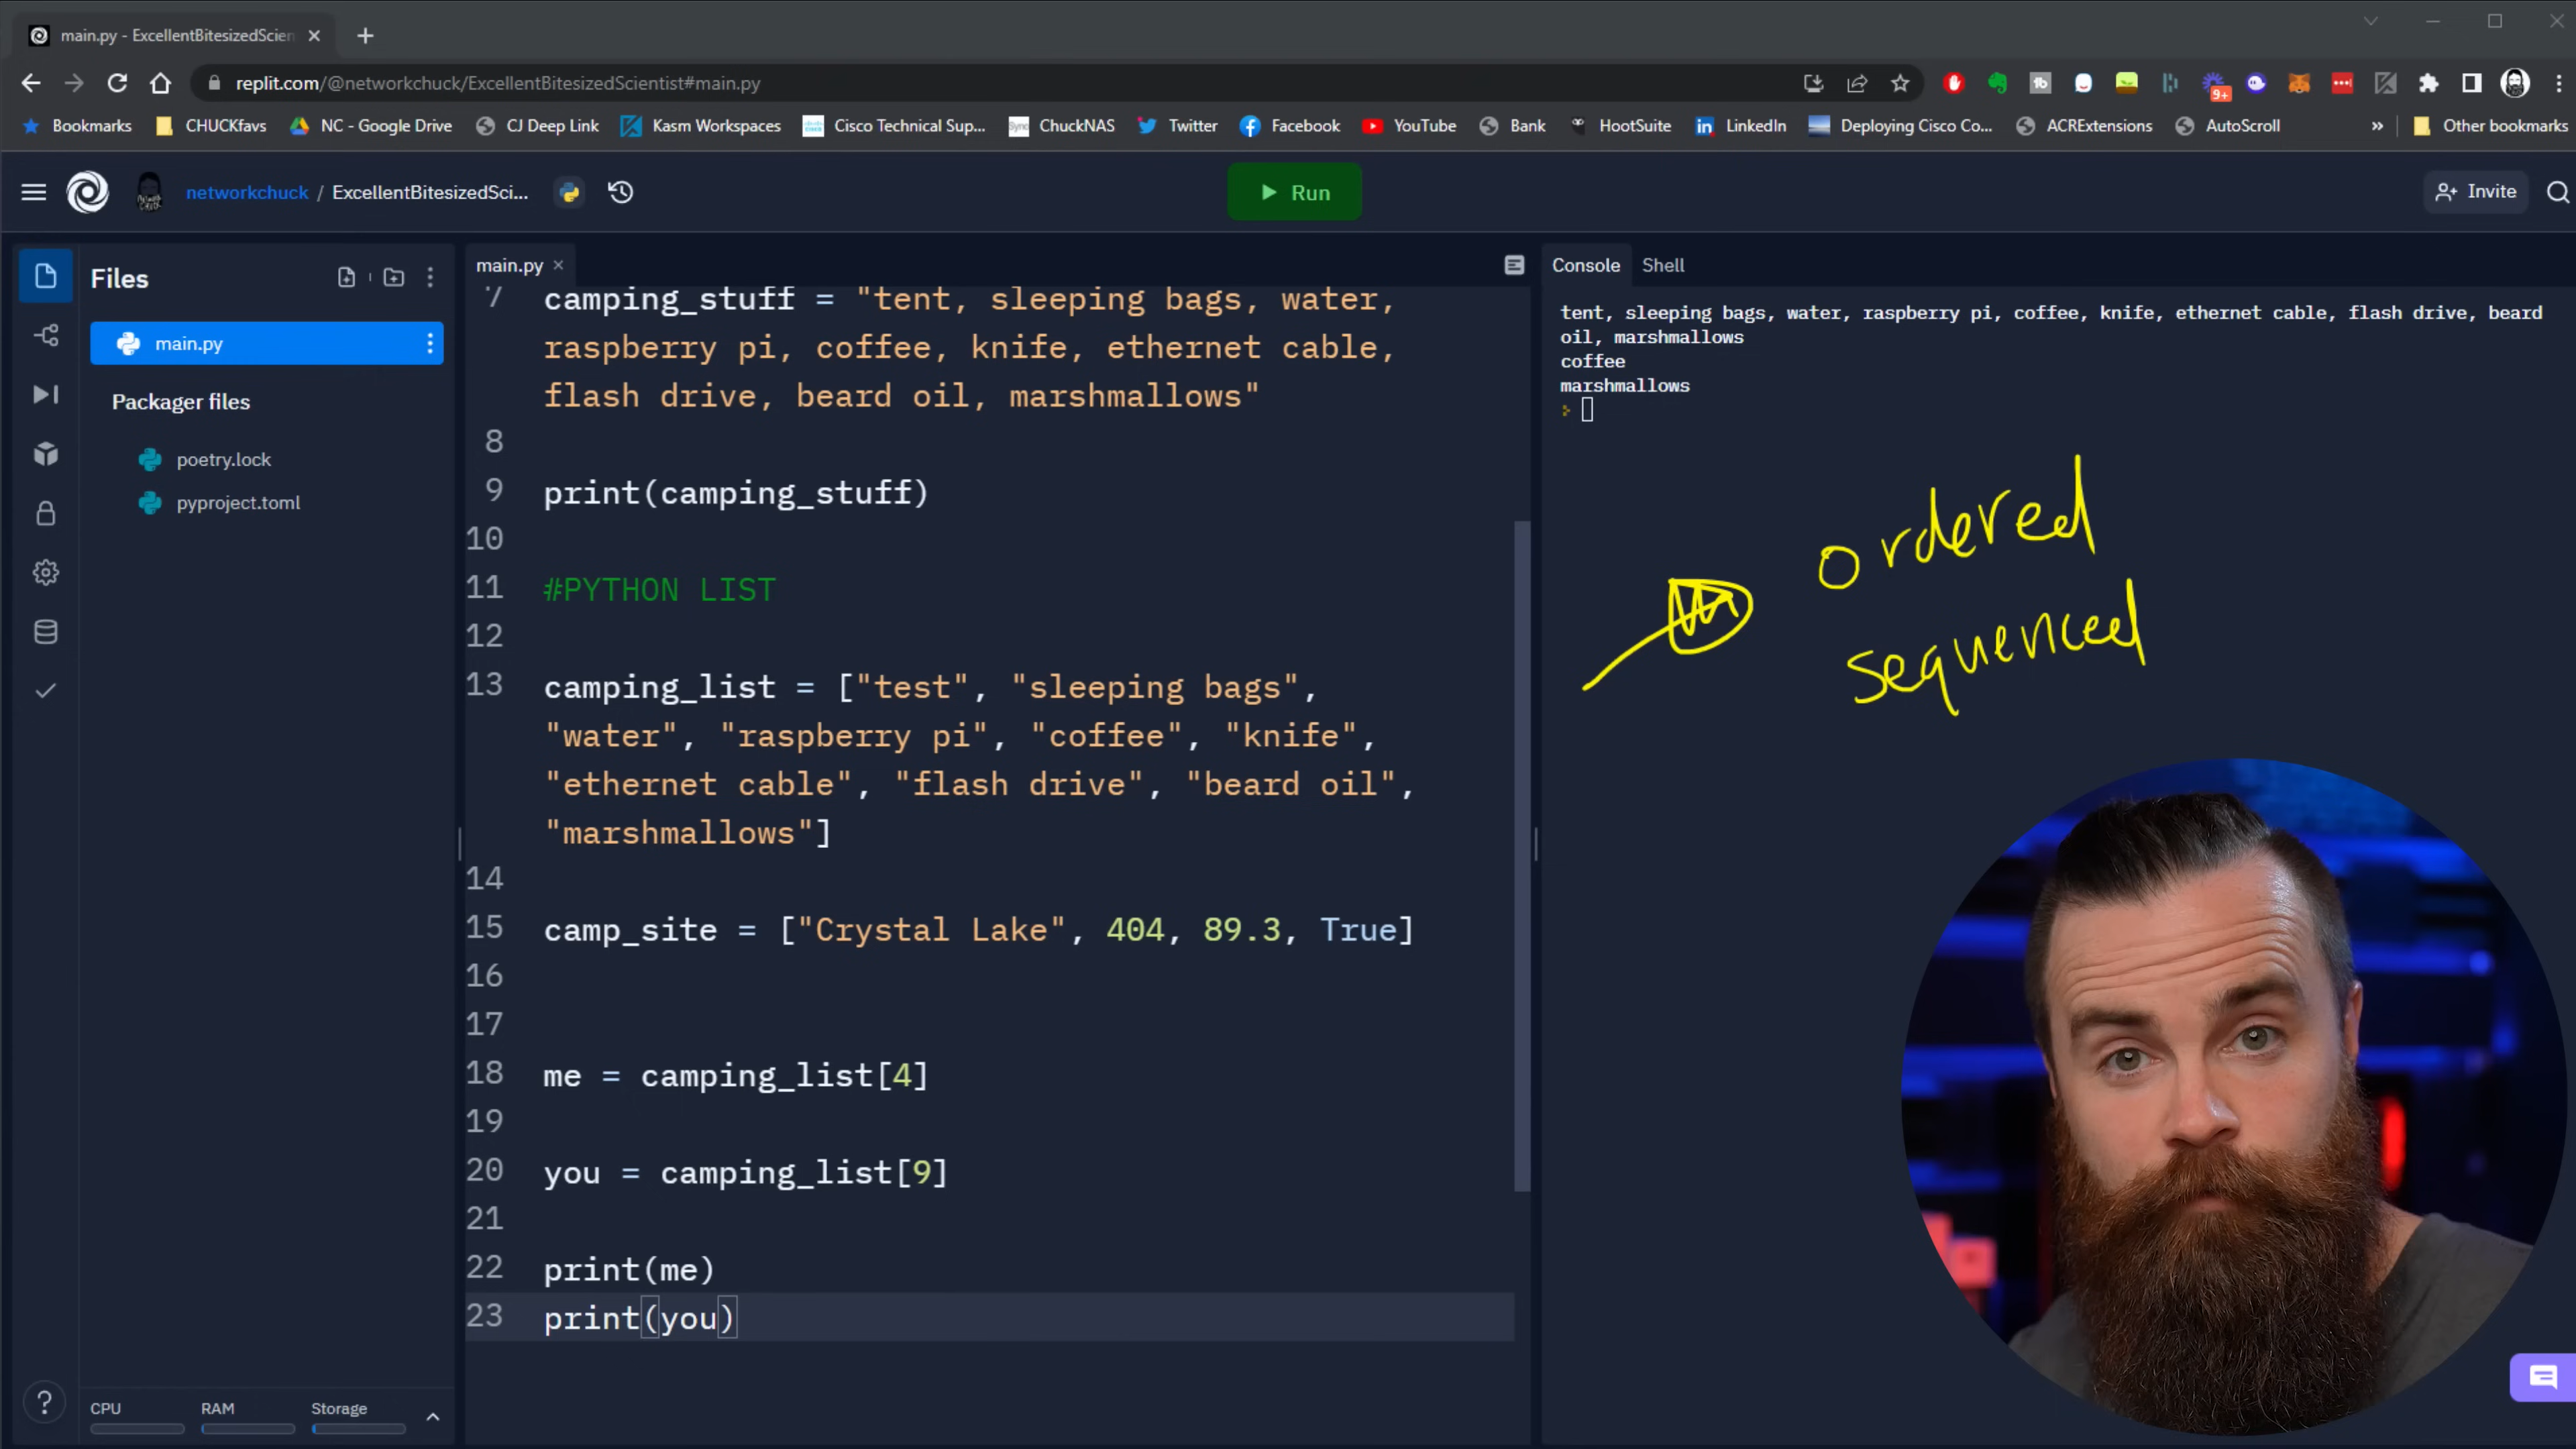 main.py - ExcellentBitesizedScien
replit.com/@networkchuck/ExcellentBitesizedScientist#main.py
9+
Bookmarks CHUCKfavs NC - Google Drive CJ Deep Link Kasm Workspaces Cisco Technical Sup... ChuckNAS Twitter Facebook YouTube Bank HootSuite LinkedIn Deploying Cisco Co... ACRExtensions AutoScroll » Other bookmarks
networkchuck / ExcellentBitesizedSci... Run Invite
Files
main.py
Packager files
poetry.lock
pyproject.toml
CPU RAM Storage
main.py
7 camping_stuff = "tent, sleeping bags, water,
raspberry pi, coffee, knife, ethernet cable,
flash drive, beard oil, marshmallows"
8
9 print(camping_stuff)
10
11 #PYTHON LIST
12
13 camping_list = ["test", "sleeping bags",
"water", "raspberry pi", "coffee", "knife",
"ethernet cable", "flash drive", "beard oil",
"marshmallows"]
14
15 camp_site = ["Crystal Lake", 404, 89.3, True]
16
17
18 me = camping_list[4]
19
20 you = camping_list[9]
21
22 print(me)
23 print(you)
Console Shell
tent, sleeping bags, water, raspberry pi, coffee, knife, ethernet cable, flash drive, beard
oil, marshmallows
coffee
marshmallows
ordered
sequenced